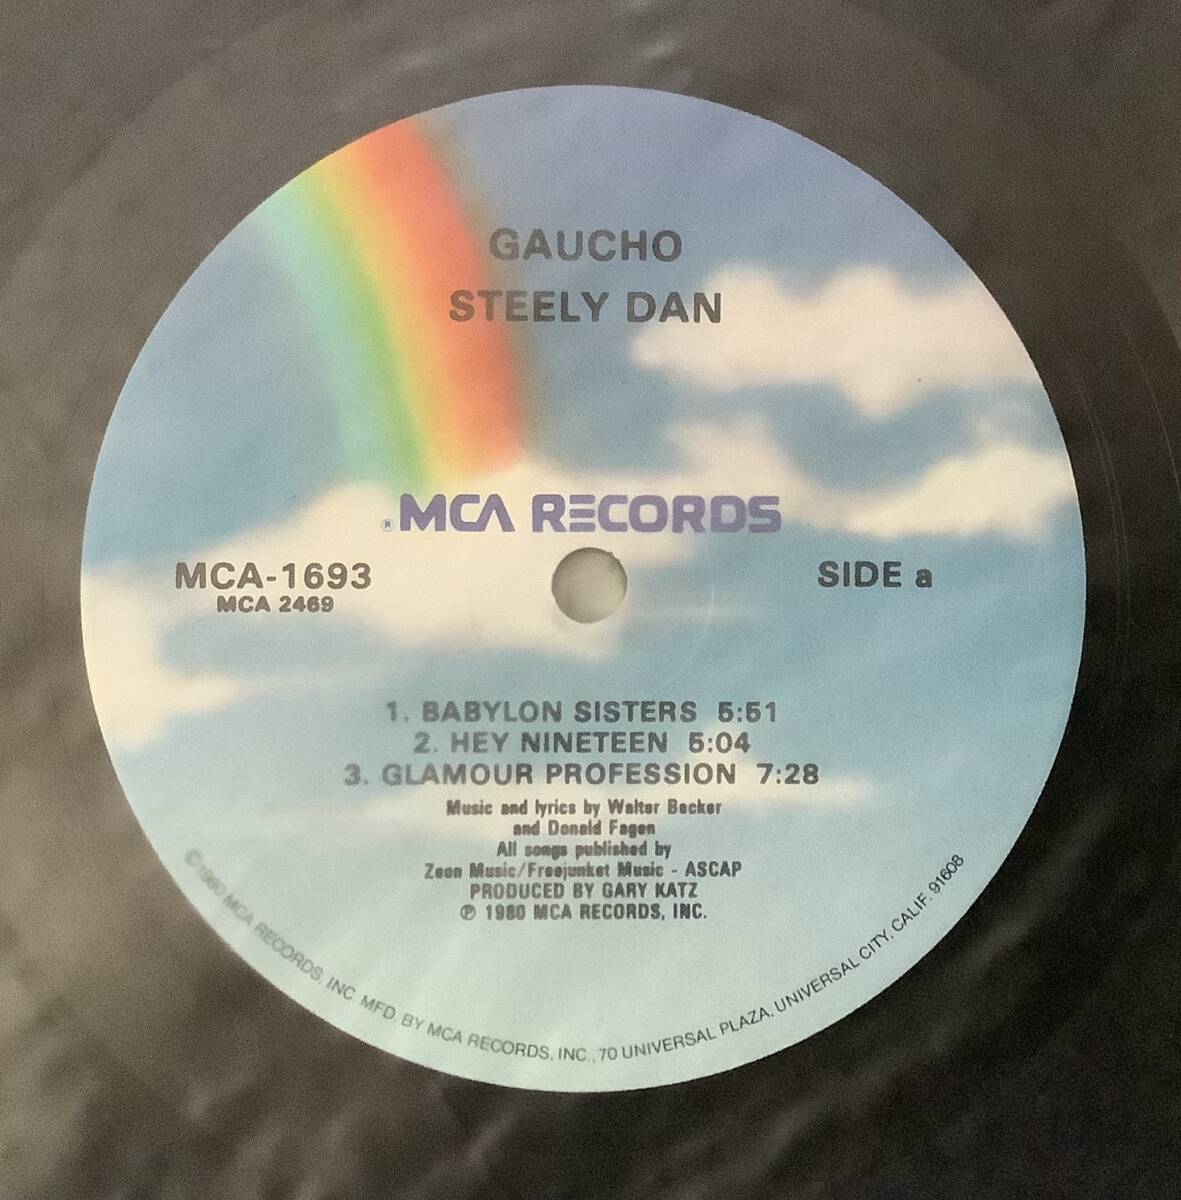 GAUCHO
STEELY DAN
® MCA RECORDS
MCA-1693
MCA 2469
SIDE a
1. BABYLON SISTERS 5:51
2. HEY NINETEEN 5:04
3. GLAMOUR PROFESSION 7:28
Music and lyrics by Walter Becker
and Donald Fagen
All songs published by
Zeon Music/Freejunket Music - ASCAP
PRODUCED BY GARY KATZ
℗ 1980 MCA RECORDS, INC.
©1980 MCA RECORDS, INC. MFD. BY MCA RECORDS, INC., 70 UNIVERSAL PLAZA, UNIVERSAL CITY, CALIF. 91608